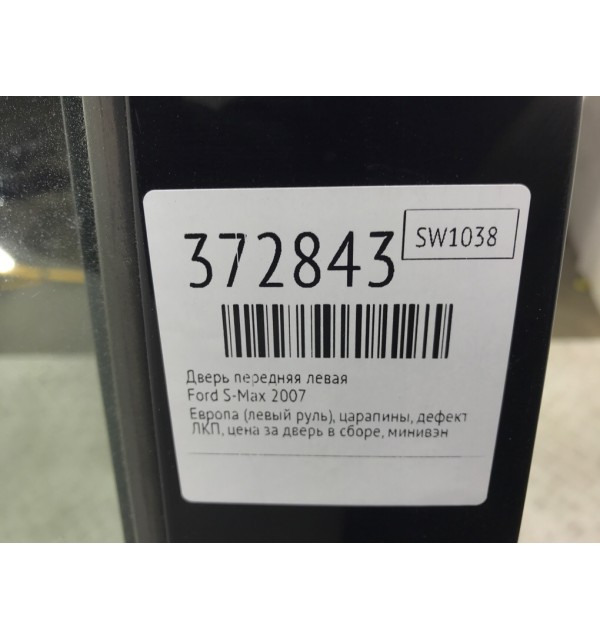 372843
SW1038
Дверь передняя левая
Ford S-Max 2007
Европа (левый руль), царапины, дефект
ЛКП, цена за дверь в сборе, минивэн